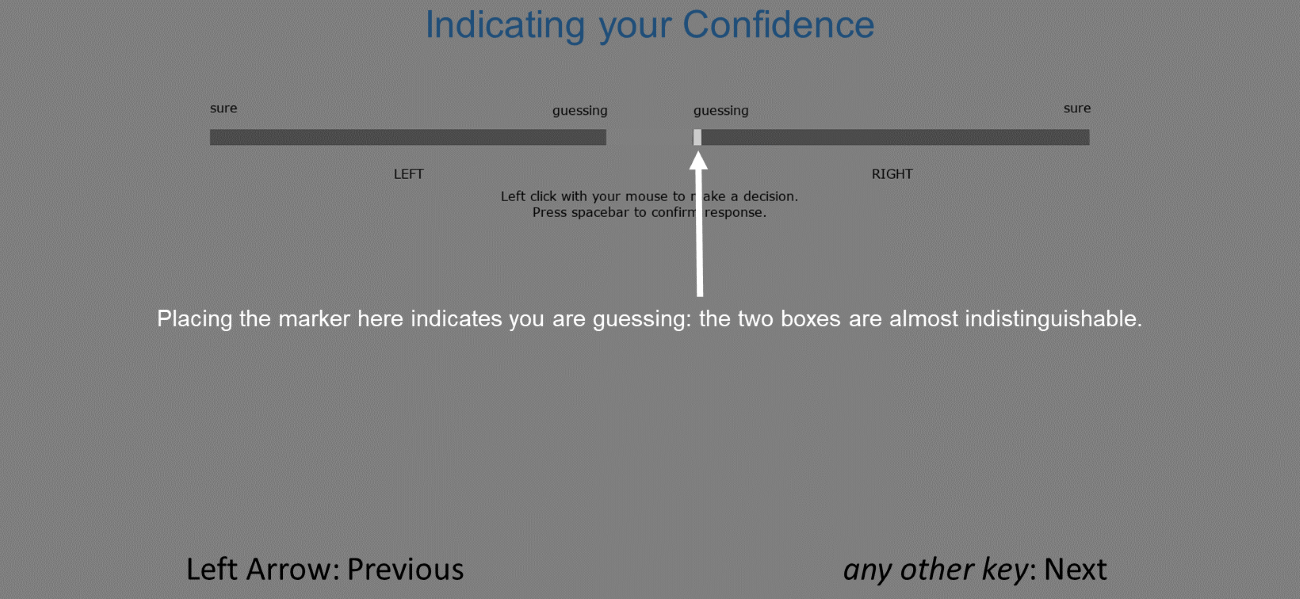 Indicating your Confidence
sure guessing guessing sure
LEFT RIGHT
Left click with your mouse to make a decision.
Press spacebar to confirm response.
Placing the marker here indicates you are guessing: the two boxes are almost indistinguishable.
Left Arrow: Previous any other key: Next